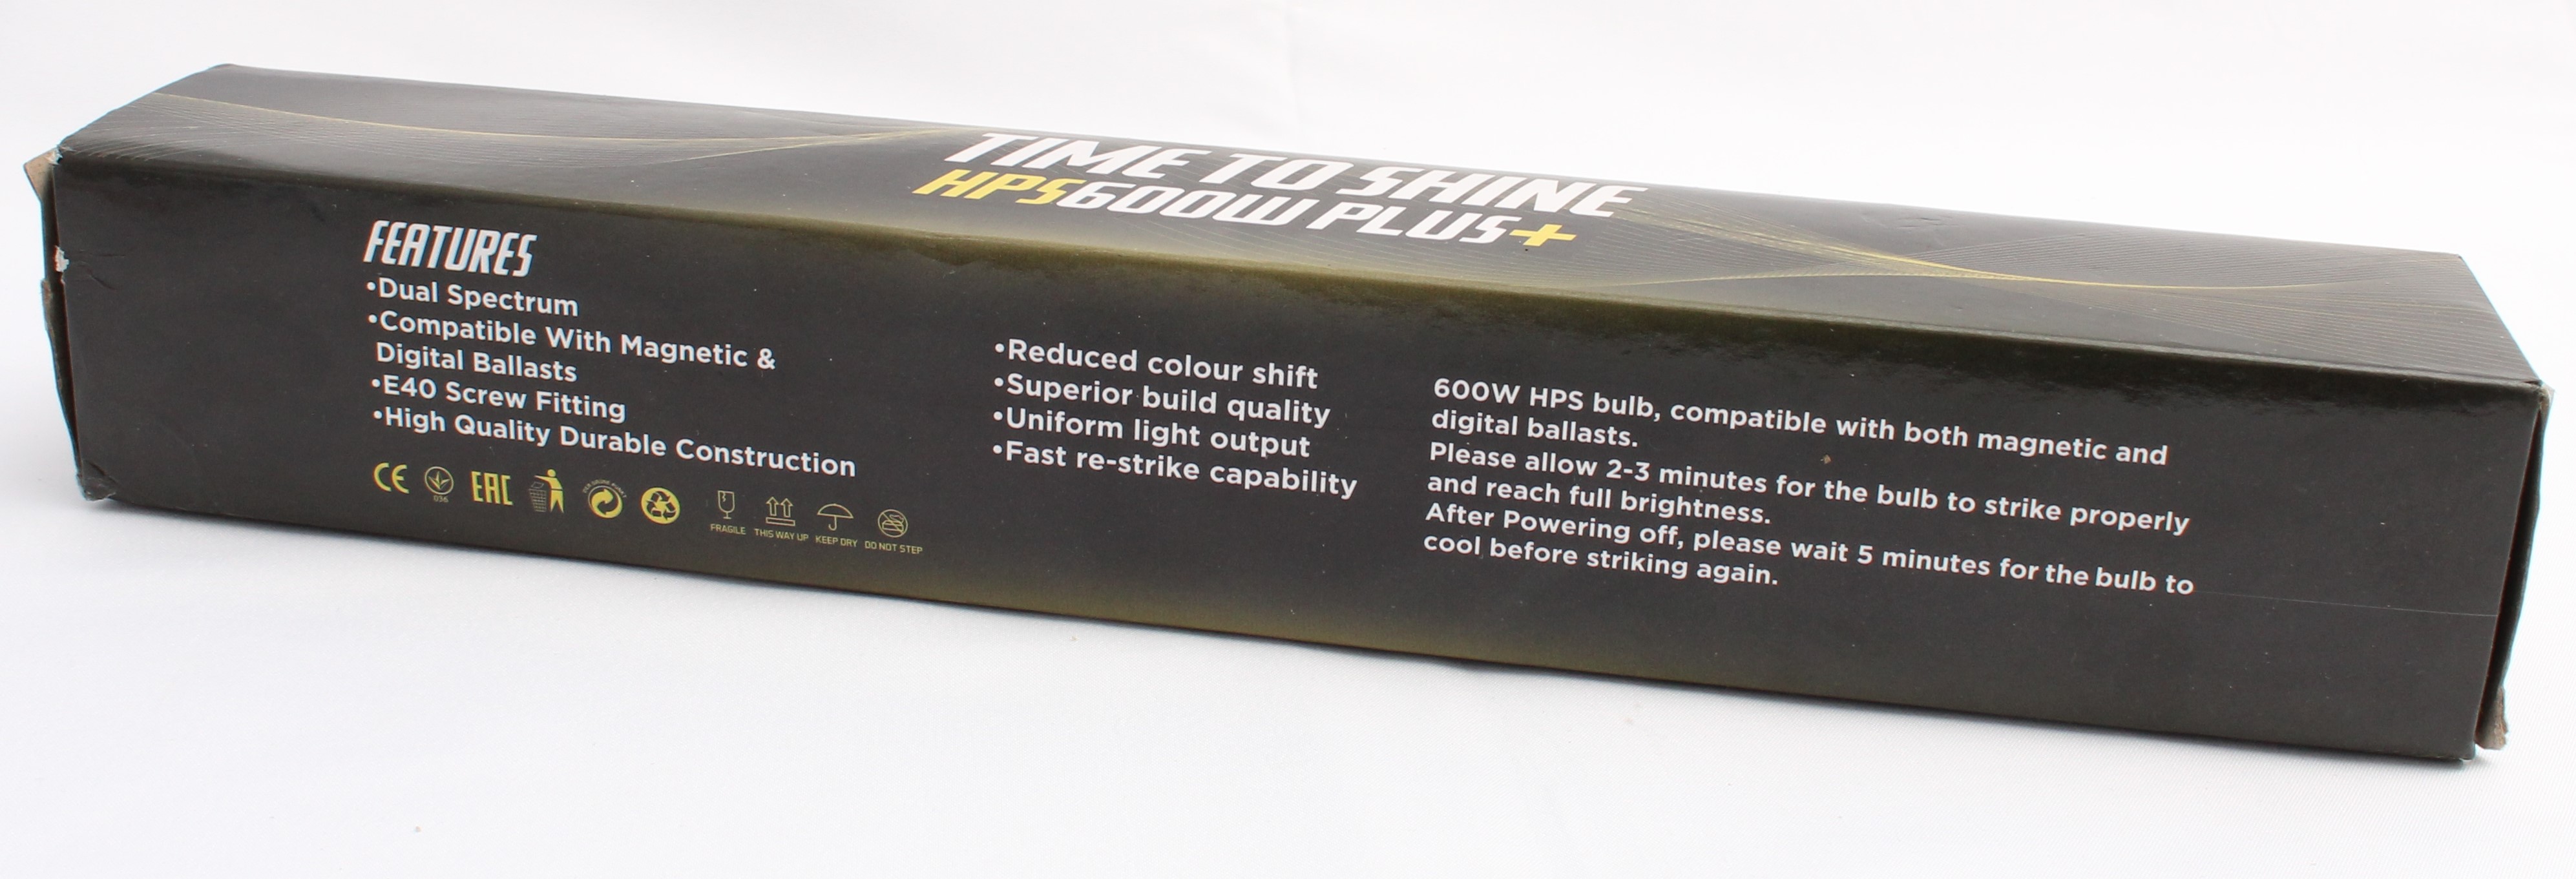 TIME TO SHINE
HPS600W PLUS+
FEATURES
•Dual Spectrum
•Compatible With Magnetic &
Digital Ballasts
•E40 Screw Fitting
•High Quality Durable Construction
CE
036
EAC
DER GRÜNE PUNKT
FRAGILE
THIS WAY UP
KEEP DRY
DO NOT STEP
•Reduced colour shift
•Superior build quality
•Uniform light output
•Fast re-strike capability
600W HPS bulb, compatible with both magnetic and
digital ballasts.
Please allow 2-3 minutes for the bulb to strike properly
and reach full brightness.
After Powering off, please wait 5 minutes for the bulb to
cool before striking again.